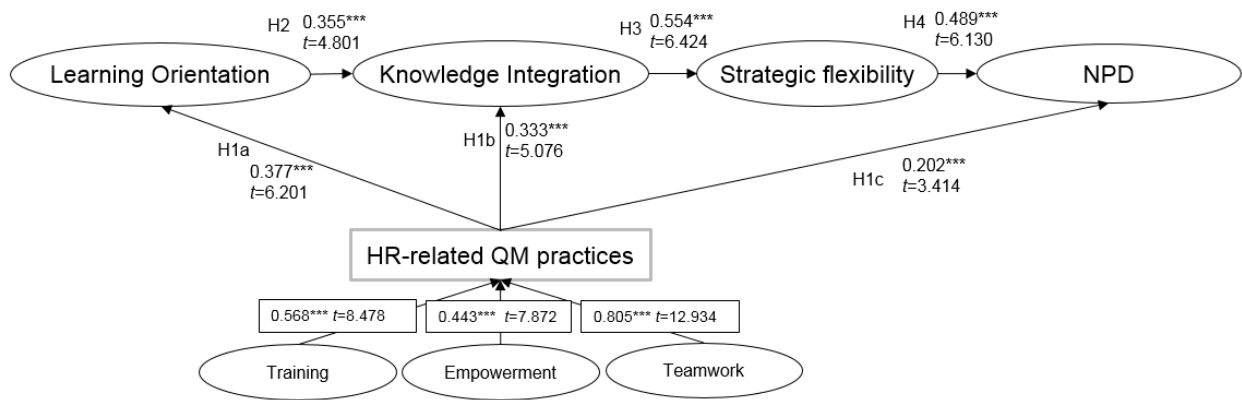 H2 0.355***
t=4.801
H3 0.554***
t=6.424
H4 0.489***
t=6.130
Learning Orientation
Knowledge Integration
Strategic flexibility
NPD
H1a
0.377***
t=6.201
H1b
0.333***
t=5.076
0.202***
t=3.414
H1c
HR-related QM practices
0.568*** t=8.478
0.443*** t=7.872
0.805*** t=12.934
Training
Empowerment
Teamwork